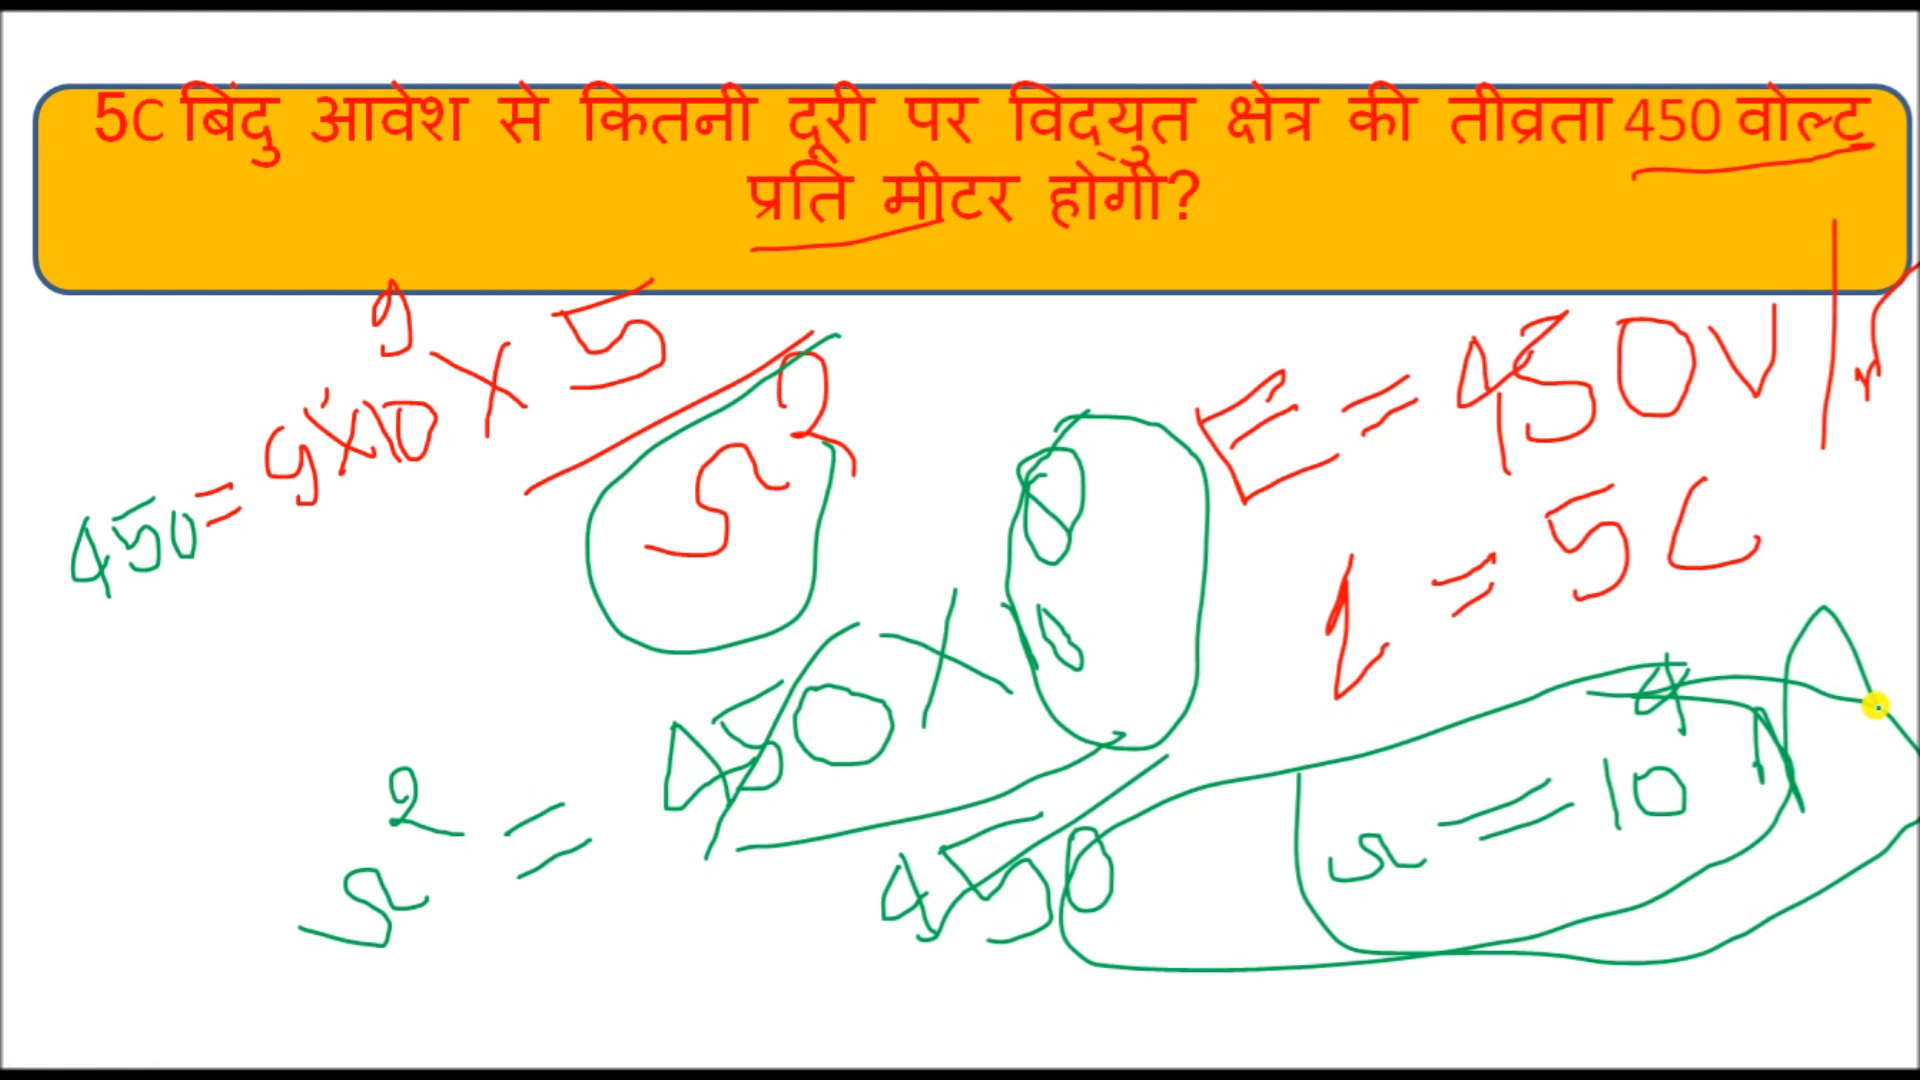 5C बिंदु आवेश से कितनी दूरी पर विद्युत क्षेत्र की तीव्रता 450 वोल्ट
प्रति मीटर होगी?
450 = 9×10⁹ × 5
r²
E = 450V/m
q = 5C
r² = 450 ×
450
r = 10⁴ m